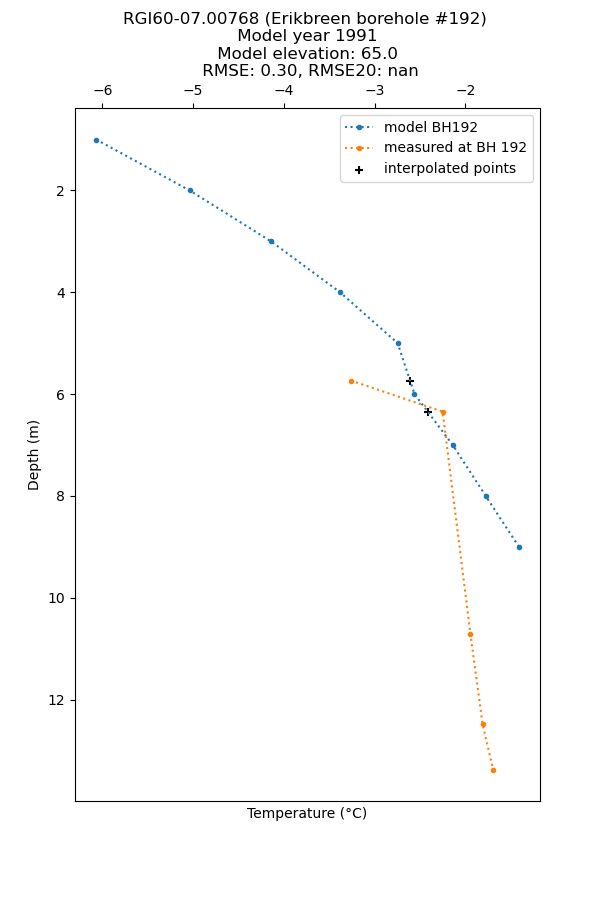 RGI60-07.00768 (Erikbreen borehole #192)
Model year 1991
Model elevation: 65.0
RMSE: 0.30, RMSE20: nan
−6 −5 −4 −3 −2
model BH192
measured at BH 192
interpolated points
2
4
6
8
10
12
Depth (m)
Temperature (°C)